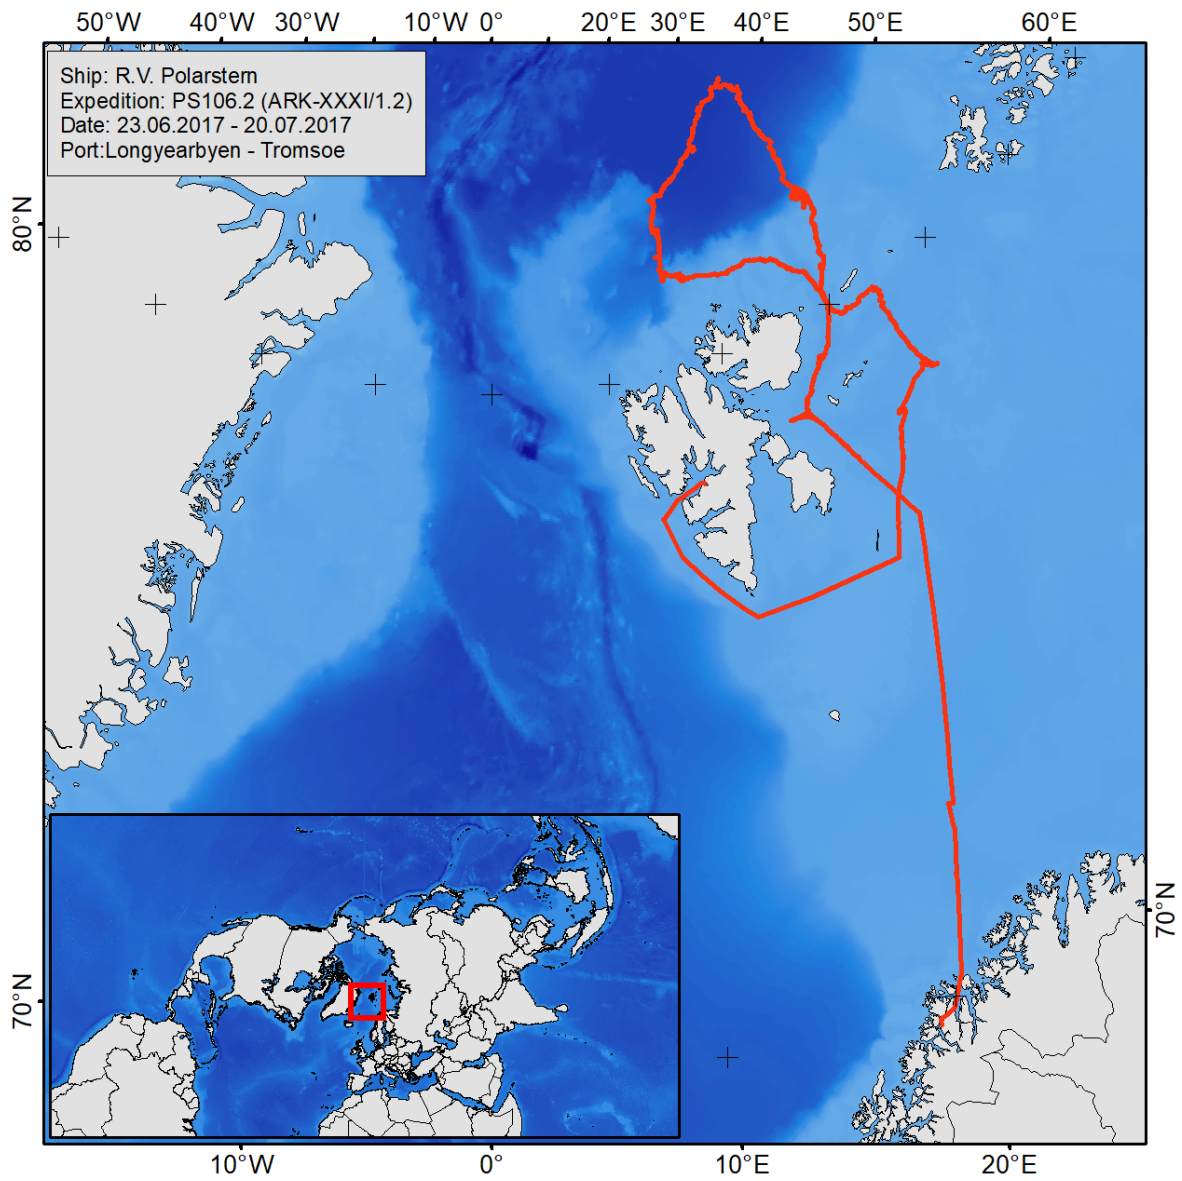 50°W 40°W 30°W 10°W 0° 20°E 30°E 40°E 50°E 60°E
Ship: R.V. Polarstern
Expedition: PS106.2 (ARK-XXXI/1.2)
Date: 23.06.2017 - 20.07.2017
Port:Longyearbyen - Tromsoe
80°N
70°N
70°N
10°W 0° 10°E 20°E